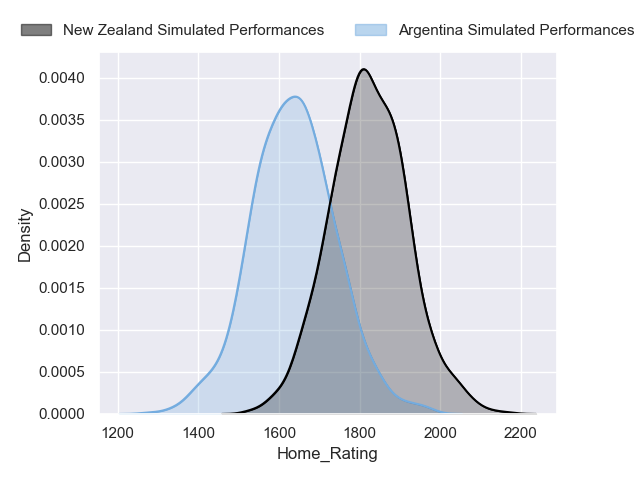 New Zealand Simulated Performances
Argentina Simulated Performances
0.0040
0.0035
0.0030
0.0025
0.0020
0.0015
0.0010
0.0005
0.0000
Density
1200 1400 1600 1800 2000 2200
Home_Rating